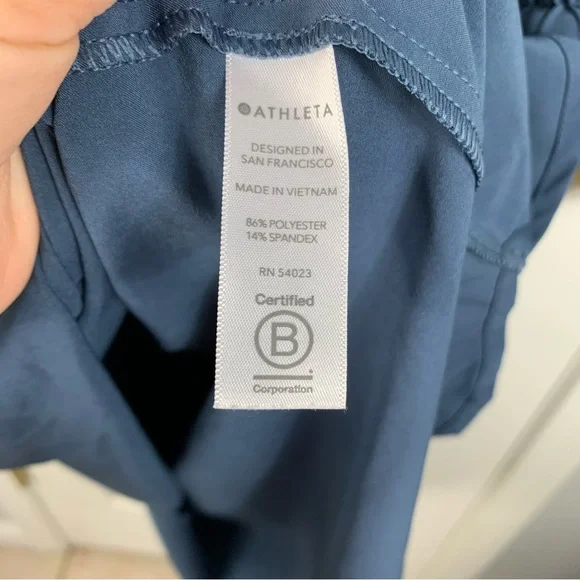 ATHLETA
DESIGNED IN
SAN FRANCISCO
MADE IN VIETNAM
86% POLYESTER
14% SPANDEX
RN 54023
Certified
B
Corporation